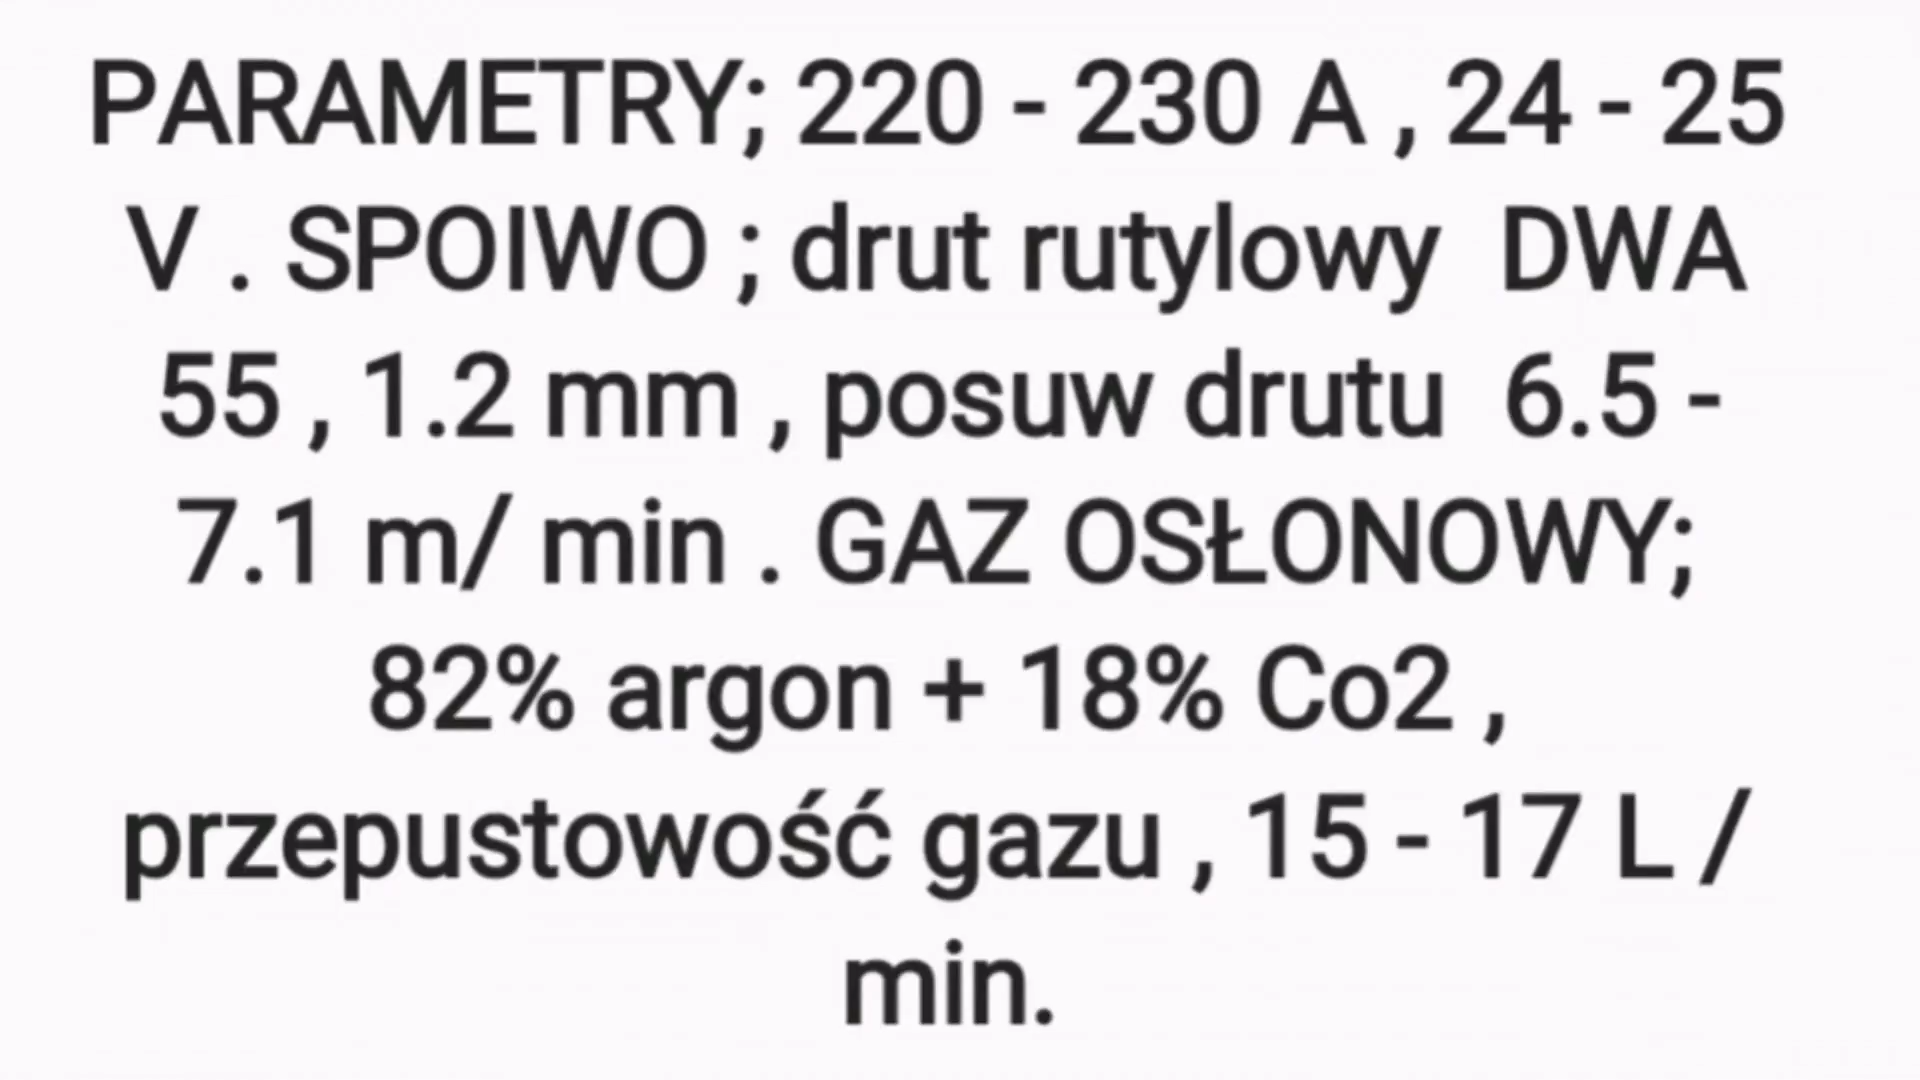 PARAMETRY; 220 - 230 A , 24 - 25
V . SPOIWO ; drut rutylowy  DWA
55 , 1.2 mm , posuw drutu  6.5 -
7.1 m/ min . GAZ OSŁONOWY;
82% argon + 18% Co2 ,
przepustowość gazu , 15 - 17 L /
min.